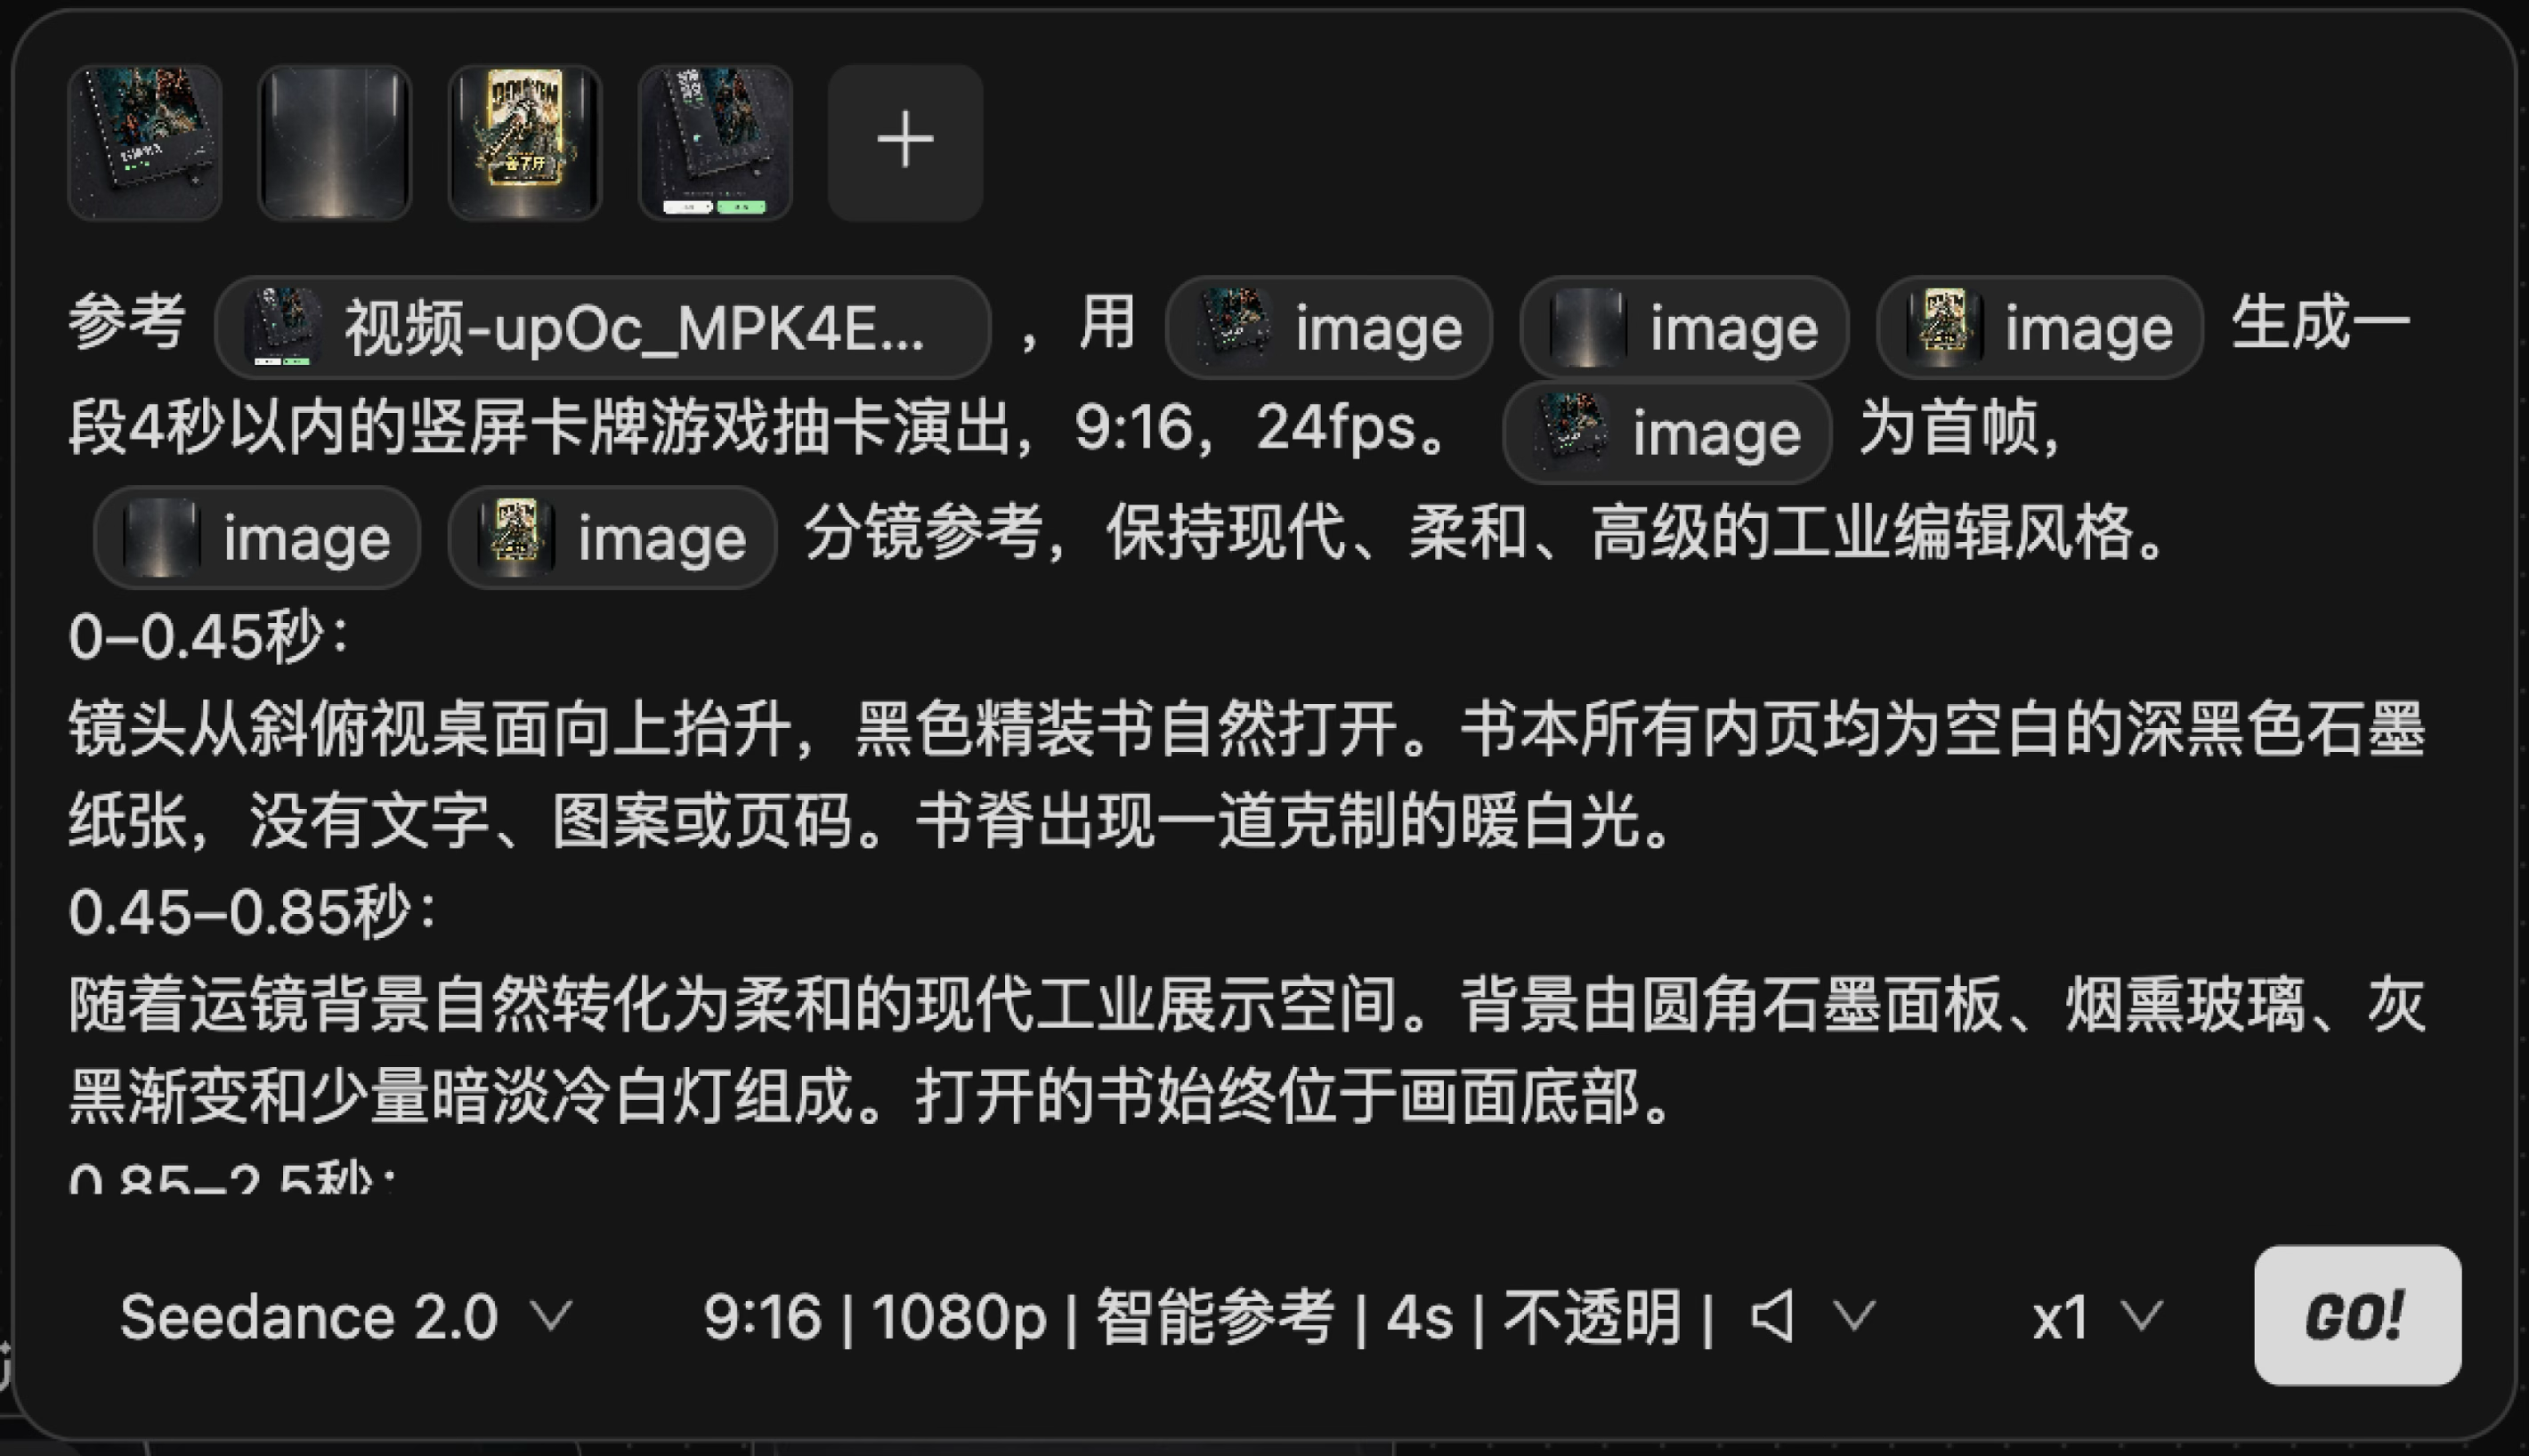 参考 视频-upOc_MPK4E... ，用 image image image 生成一
段4秒以内的竖屏卡牌游戏抽卡演出，9:16，24fps。 image 为首帧，
image image 分镜参考，保持现代、柔和、高级的工业编辑风格。
0–0.45秒：
镜头从斜俯视桌面向上抬升，黑色精装书自然打开。书本所有内页均为空白的深黑色石墨
纸张，没有文字、图案或页码。书脊出现一道克制的暖白光。
0.45–0.85秒：
随着运镜背景自然转化为柔和的现代工业展示空间。背景由圆角石墨面板、烟熏玻璃、灰
黑渐变和少量暗淡冷白灯组成。打开的书始终位于画面底部。
0.85–2.5秒：
Seedance 2.0 9:16 | 1080p | 智能参考 | 4s | 不透明 | x1 GO!